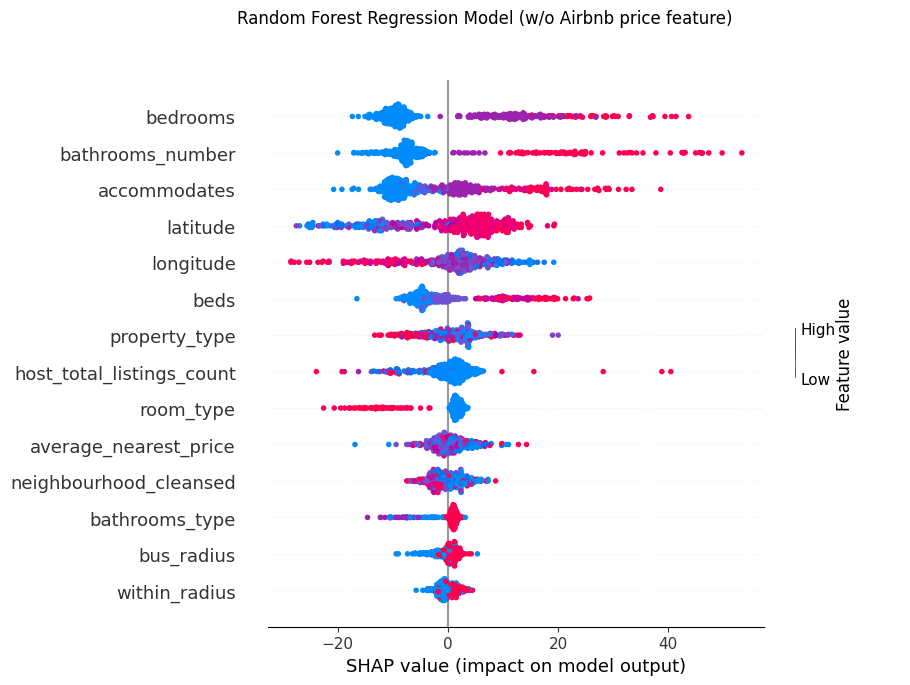 Random Forest Regression Model (w/o Airbnb price feature)
bedrooms
bathrooms_number
accommodates
latitude
longitude
beds
property_type
host_total_listings_count
room_type
average_nearest_price
neighbourhood_cleansed
bathrooms_type
bus_radius
within_radius
−20 0 20 40
SHAP value (impact on model output)
High
Low
Feature value